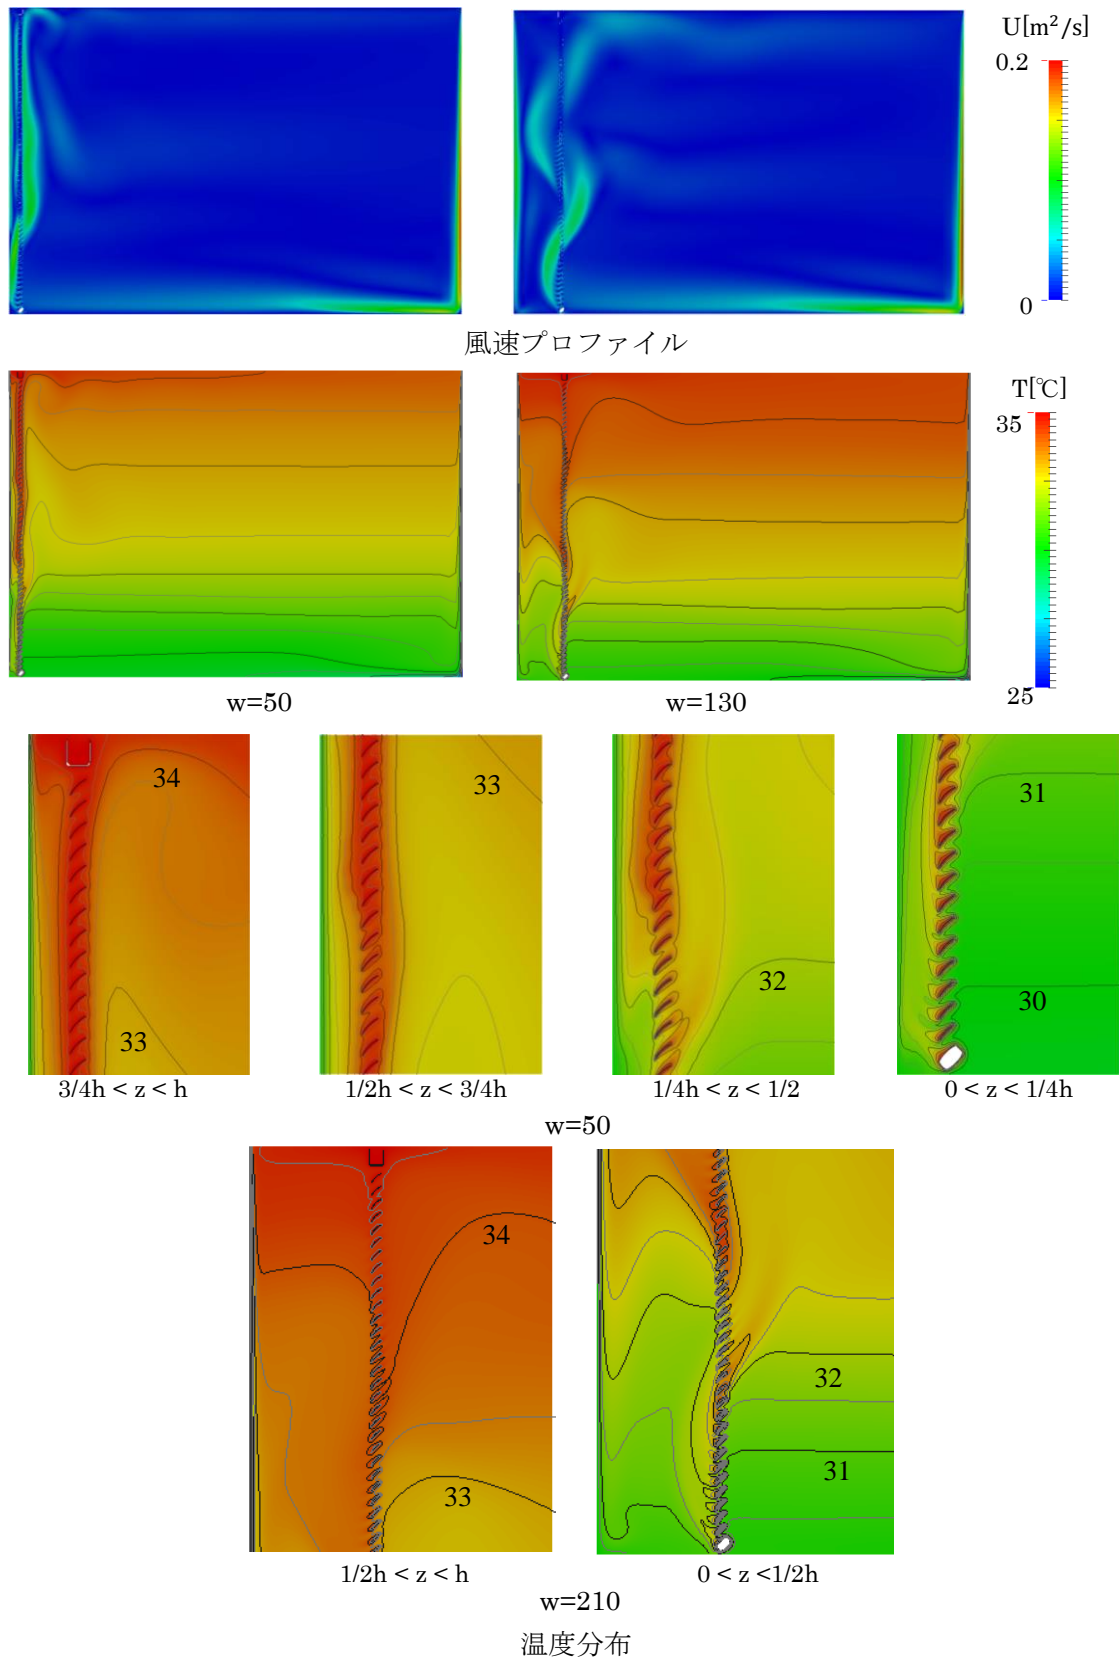 U[m²/s]
0.2
0
風速プロファイル
T[℃]
35
25
w=50
w=130
34
33
33
32
31
30
3/4h < z < h
1/2h < z < 3/4h
1/4h < z < 1/2
0 < z < 1/4h
w=50
34
33
32
31
1/2h < z < h
0 < z <1/2h
w=210
温度分布